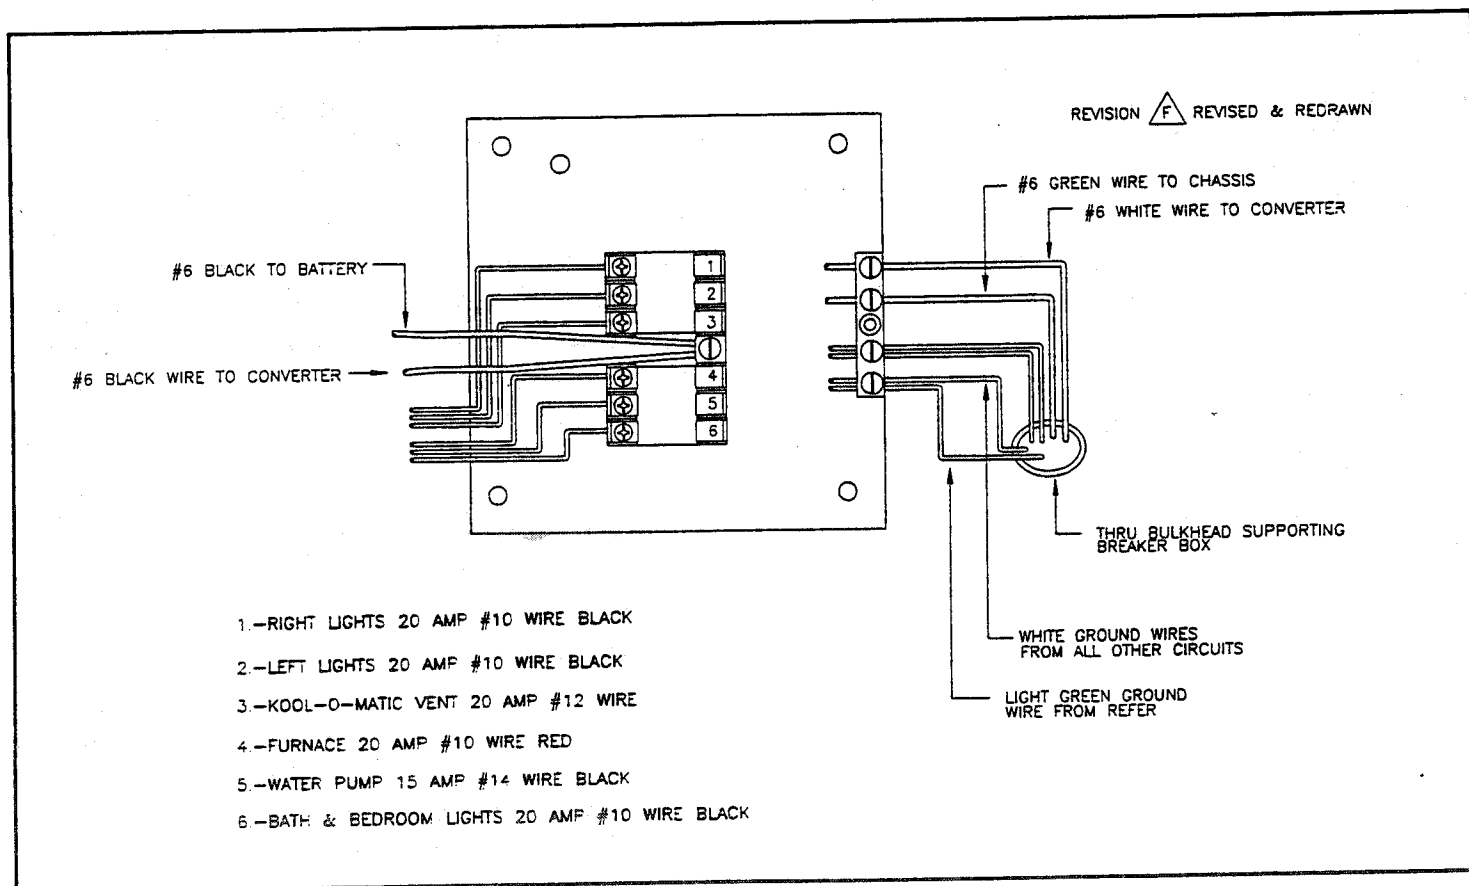 REVISION F REVISED & REDRAWN
#6 GREEN WIRE TO CHASSIS
#6 WHITE WIRE TO CONVERTER
#6 BLACK TO BATTERY
#6 BLACK WIRE TO CONVERTER
1
2
3
4
5
6
THRU BULKHEAD SUPPORTING
BREAKER BOX
WHITE GROUND WIRES
FROM ALL OTHER CIRCUITS
LIGHT GREEN GROUND
WIRE FROM REFER
1.-RIGHT LIGHTS 20 AMP #10 WIRE BLACK
2.-LEFT LIGHTS 20 AMP #10 WIRE BLACK
3.-KOOL-O-MATIC VENT 20 AMP #12 WIRE
4.-FURNACE 20 AMP #10 WIRE RED
5.-WATER PUMP 15 AMP #14 WIRE BLACK
6.-BATH & BEDROOM LIGHTS 20 AMP #10 WIRE BLACK